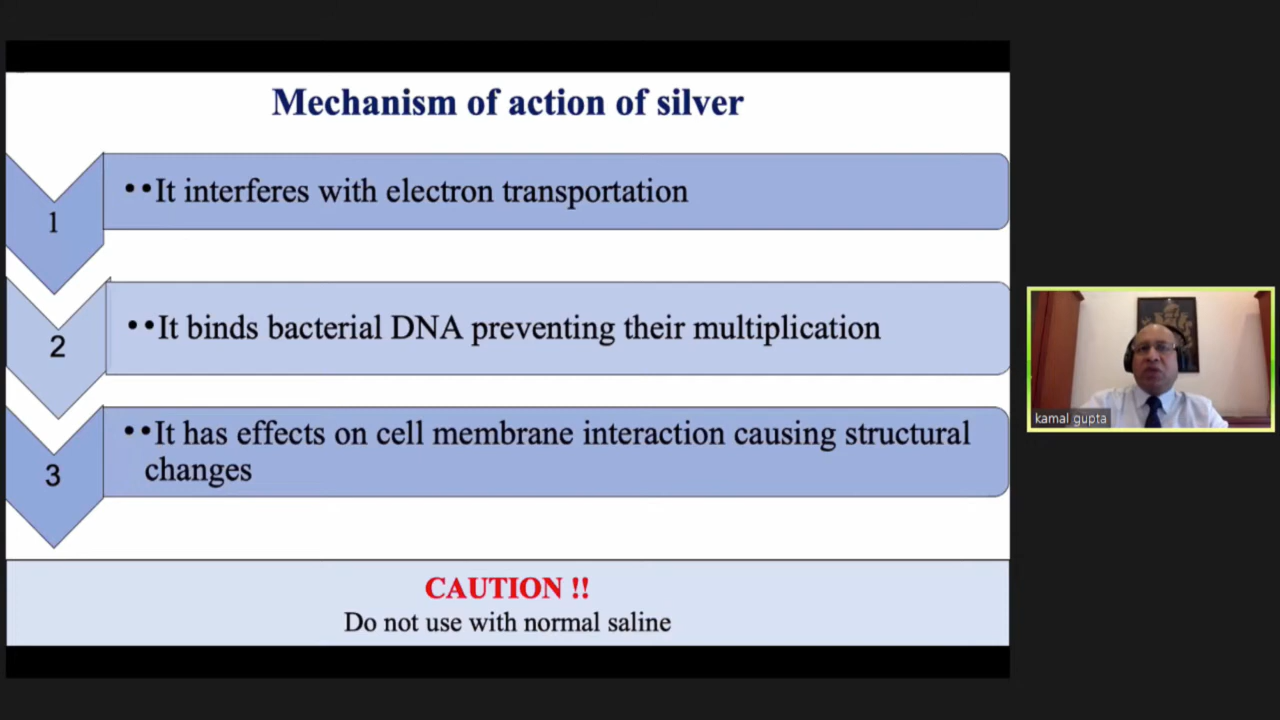 Mechanism of action of silver
1
••It interferes with electron transportation
2
••It binds bacterial DNA preventing their multiplication
3
••It has effects on cell membrane interaction causing structural
changes
CAUTION !!
Do not use with normal saline
kamal gupta